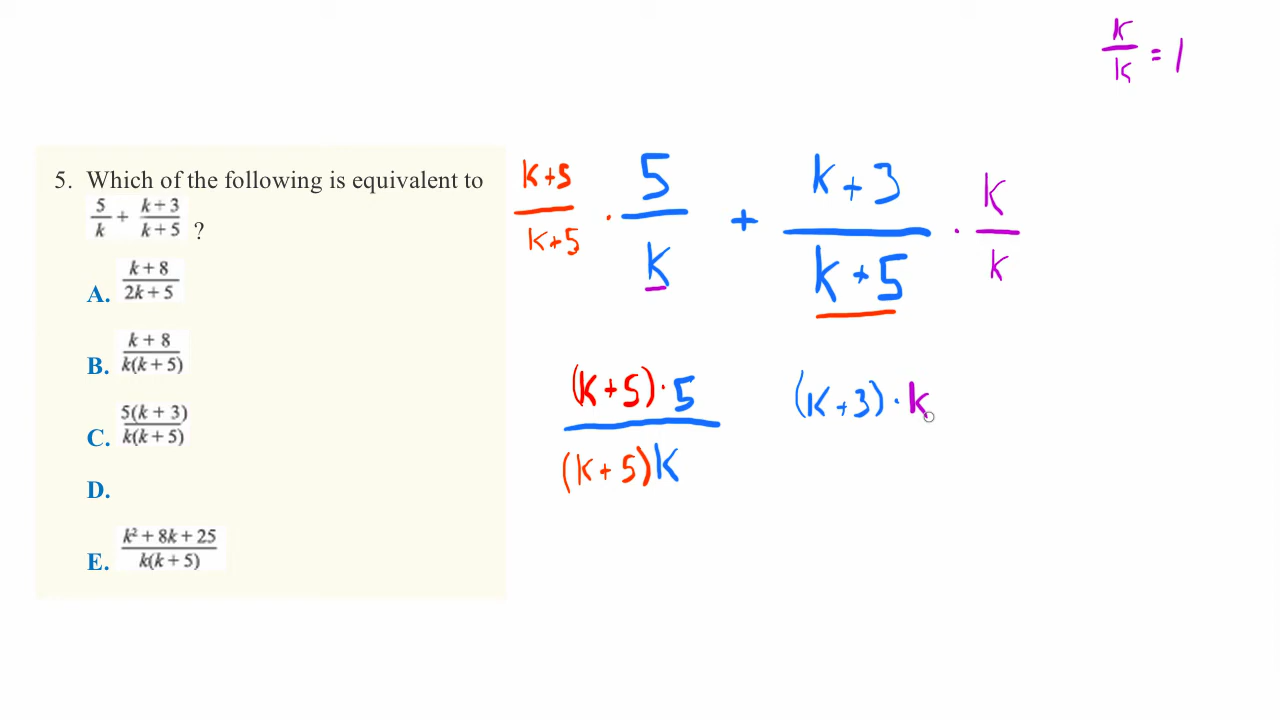 k/k = 1
5. Which of the following is equivalent to
5/k + (k + 3)/(k + 5) ?
A. (k + 8)/(2k + 5)
B. (k + 8)/(k(k + 5))
C. 5(k + 3)/(k(k + 5))
D.
E. (k² + 8k + 25)/(k(k + 5))
(k+5)/(k+5) · 5/k + (k+3)/(k+5) · k/k
(k+5)·5/((k+5)k) (k+3)·k